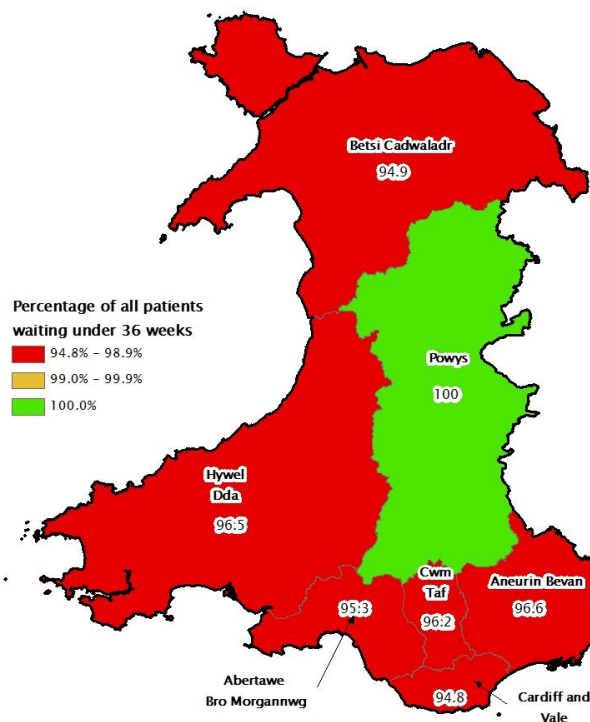 Betsi Cadwaladr
94.9
Percentage of all patients
waiting under 36 weeks
94.8% - 98.9%
99.0% - 99.9%
100.0%
Powys
100
Hywel
Dda
96:5
Cwm
Taf
96:2
Aneurin Bevan
96.6
95:3
Abertawe
Bro Morgannwg
94.8
Cardiff and
Vale